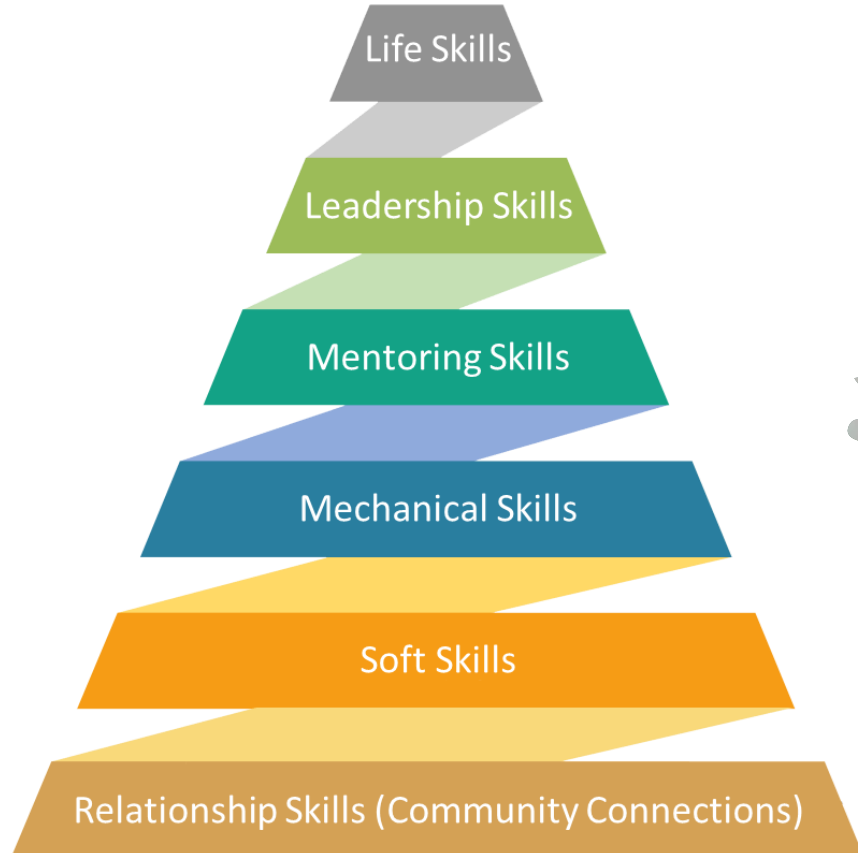 Life Skills
Leadership Skills
Mentoring Skills
Mechanical Skills
Soft Skills
Relationship Skills (Community Connections)